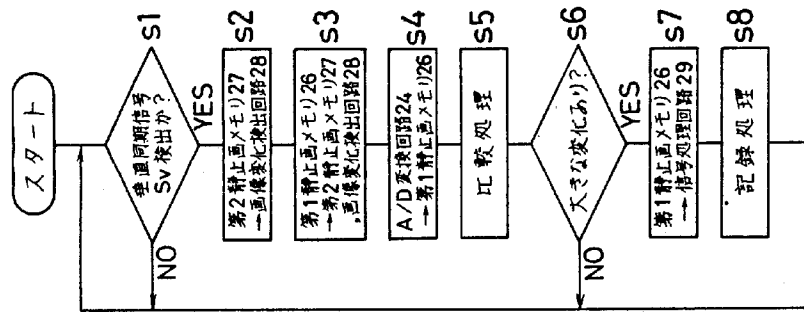 スタート
垂直同期信号
Sv検出か?
s1
YES
NO
第2静止画メモリ27
→画像変化検出回路28
s2
第1静止画メモリ26
→第2静止画メモリ27
,画像変化検出回路28
s3
A/D変換回路24
→第1静止画メモリ26
s4
比較処理
s5
大きな変化あり?
s6
YES
NO
第1静止画メモリ26
→信号処理回路29
s7
記録処理
s8